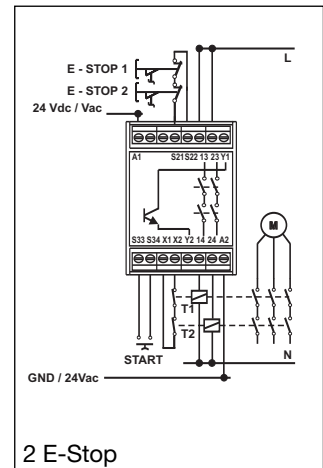 L
E - STOP 1
E - STOP 2
24 Vdc / Vac
A1 S21 S22 13 23 Y1
M
S33 S34 X1 X2 Y2 14 24 A2
T1
T2
START
N
GND / 24Vac
2 E-Stop